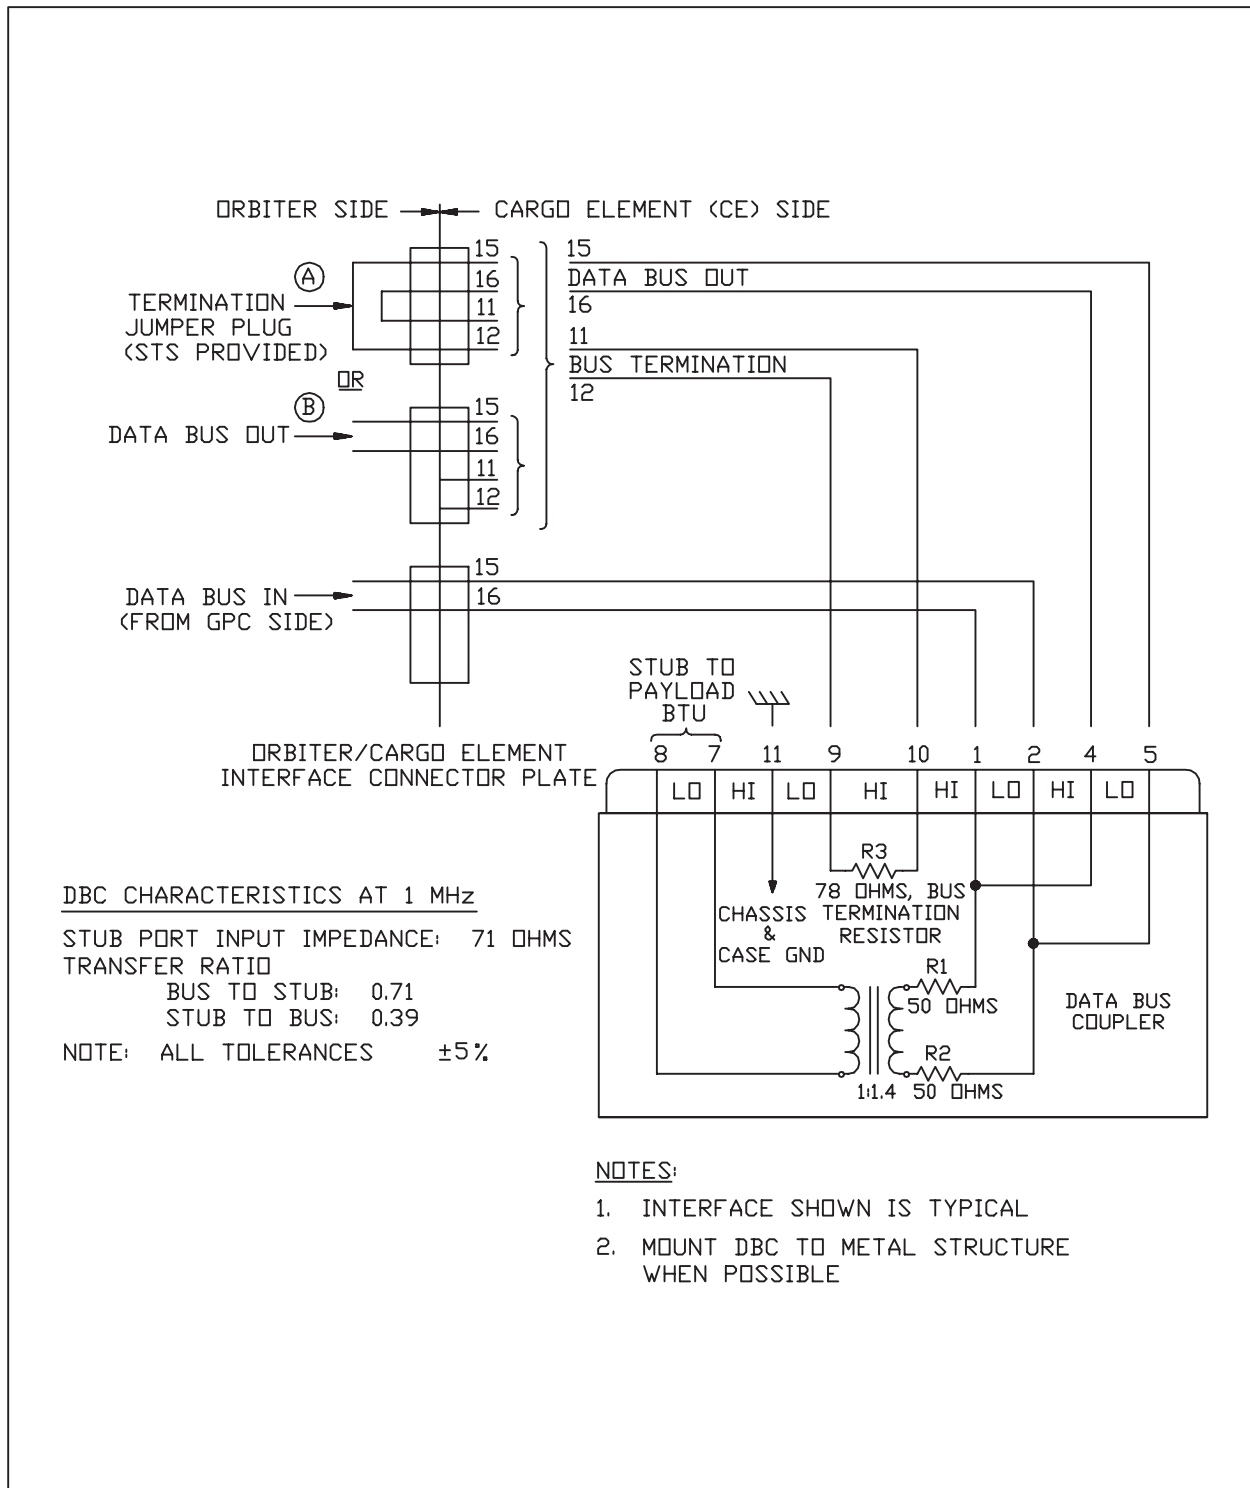 ORBITER SIDE
CARGO ELEMENT (CE) SIDE
15
16
11
12
A
TERMINATION
JUMPER PLUG
(STS PROVIDED)
OR
15
DATA BUS OUT
16
11
BUS TERMINATION
12
B
DATA BUS OUT
15
16
11
12
DATA BUS IN
(FROM GPC SIDE)
15
16
ORBITER/CARGO ELEMENT
INTERFACE CONNECTOR PLATE
STUB TO
PAYLOAD
BTU
8 7 11 9 10 1 2 4 5
LO HI LO HI HI LO HI LO
R3
78 OHMS, BUS
TERMINATION
RESISTOR
CHASSIS
&
CASE GND
R1
50 OHMS
R2
1:1.4 50 OHMS
DATA BUS
COUPLER
DBC CHARACTERISTICS AT 1 MHz
STUB PORT INPUT IMPEDANCE: 71 OHMS
TRANSFER RATIO
BUS TO STUB: 0.71
STUB TO BUS: 0.39
NOTE: ALL TOLERANCES ±5%
NOTES:
1. INTERFACE SHOWN IS TYPICAL
2. MOUNT DBC TO METAL STRUCTURE
WHEN POSSIBLE